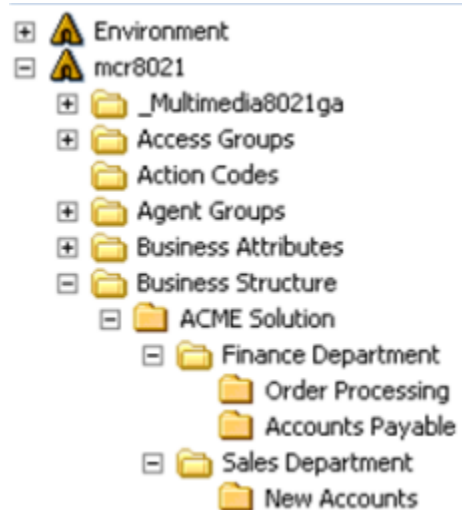 Environment
mcr8021
_Multimedia8021ga
Access Groups
Action Codes
Agent Groups
Business Attributes
Business Structure
ACME Solution
Finance Department
Order Processing
Accounts Payable
Sales Department
New Accounts